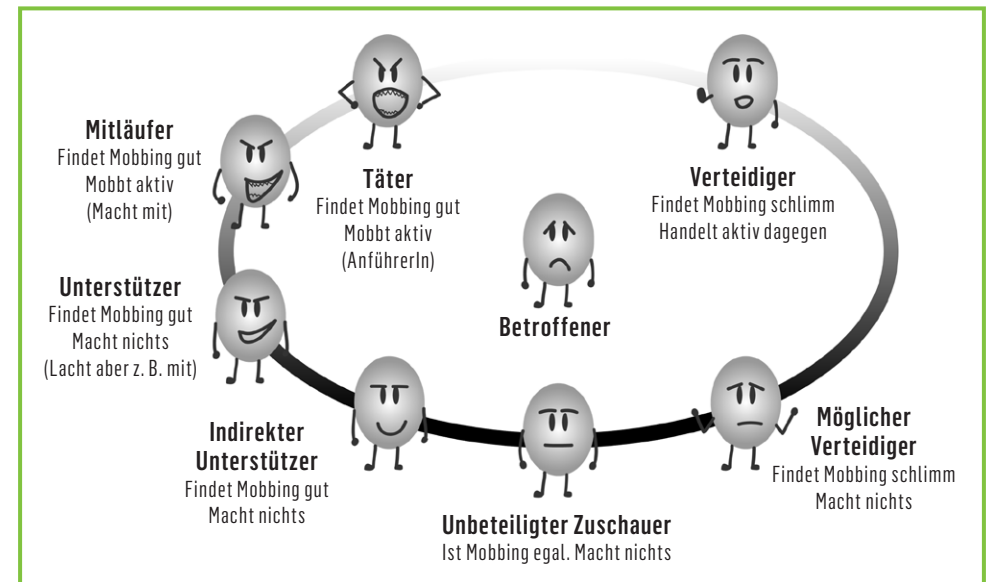 Mitläufer
Findet Mobbing gut
Mobbt aktiv
(Macht mit)
Täter
Findet Mobbing gut
Mobbt aktiv
(AnführerIn)
Verteidiger
Findet Mobbing schlimm
Handelt aktiv dagegen
Unterstützer
Findet Mobbing gut
Macht nichts
(Lacht aber z. B. mit)
Betroffener
Indirekter
Unterstützer
Findet Mobbing gut
Macht nichts
Unbeteiligter Zuschauer
Ist Mobbing egal. Macht nichts
Möglicher
Verteidiger
Findet Mobbing schlimm
Macht nichts